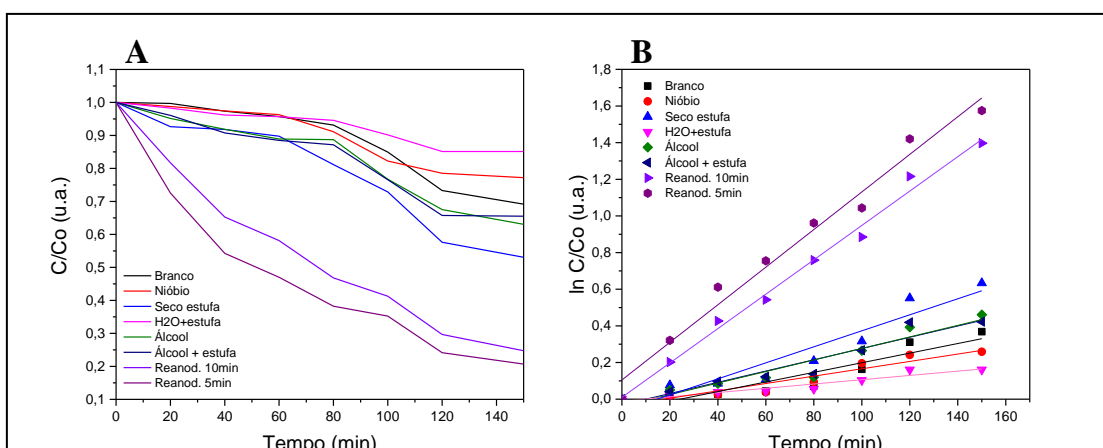 A
B
1,1
1,0
0,9
0,8
0,7
0,6
0,5
0,4
0,3
0,2
0,1
C/Co (u.a.)
Branco
Nióbio
Seco estufa
H2O+estufa
Álcool
Álcool + estufa
Reanod. 10min
Reanod. 5min
0 20 40 60 80 100 120 140
Tempo (min)
1,8
1,6
1,4
1,2
1,0
0,8
0,6
0,4
0,2
0,0
ln C/Co (u.a.)
Branco
Nióbio
Seco estufa
H2O+estufa
Álcool
Álcool + estufa
Reanod. 10min
Reanod. 5min
0 20 40 60 80 100 120 140 160
Tempo (min)